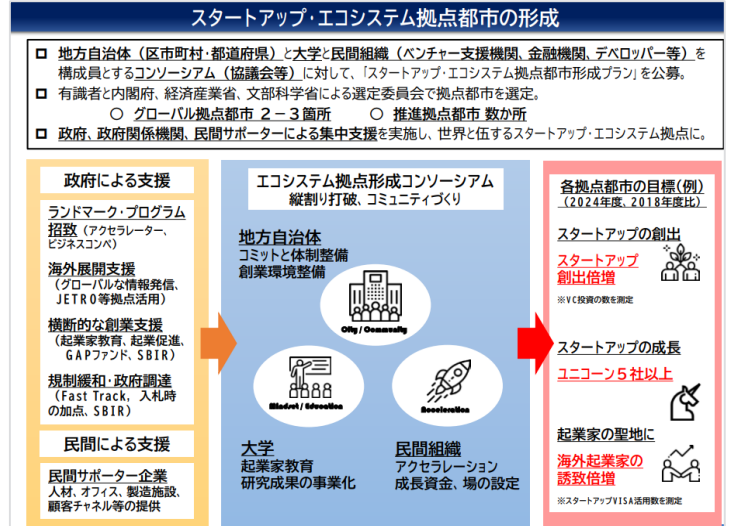 スタートアップ・エコシステム拠点都市の形成
□ 地方自治体（区市町村・都道府県）と大学と民間組織（ベンチャー支援機関、金融機関、デベロッパー等）を
構成員とするコンソーシアム（協議会等）に対して、「スタートアップ・エコシステム拠点都市形成プラン」を公募。
□ 有識者と内閣府、経済産業省、文部科学省による選定委員会で拠点都市を選定。
○ グローバル拠点都市 ２－３箇所 ○ 推進拠点都市 数か所
□ 政府、政府関係機関、民間サポーターによる集中支援を実施し、世界と伍するスタートアップ・エコシステム拠点に。
政府による支援
ランドマーク・プログラム
招致（アクセラレーター、
ビジネスコンペ）
海外展開支援
（グローバルな情報発信、
JETRO等拠点活用）
横断的な創業支援
（起業家教育、起業促進、
GAPファンド、SBIR）
規制緩和・政府調達
（Fast Track, 入札時
の加点、SBIR）
民間による支援
民間サポーター企業
人材、オフィス、製造施設、
顧客チャネル等の提供
エコシステム拠点形成コンソーシアム
縦割り打破、コミュニティづくり
地方自治体
コミットと体制整備
創業環境整備
City / Community
Mindset / Education
Acceleration
大学
起業家教育
研究成果の事業化
民間組織
アクセラレーション
成長資金、場の設定
各拠点都市の目標(例)
（2024年度、2018年度比）
スタートアップの創出
スタートアップ
創出倍増
※VC投資の数を測定
スタートアップの成長
ユニコーン５社以上
起業家の聖地に
海外起業家の
誘致倍増
※スタートアップVISA活用数を測定